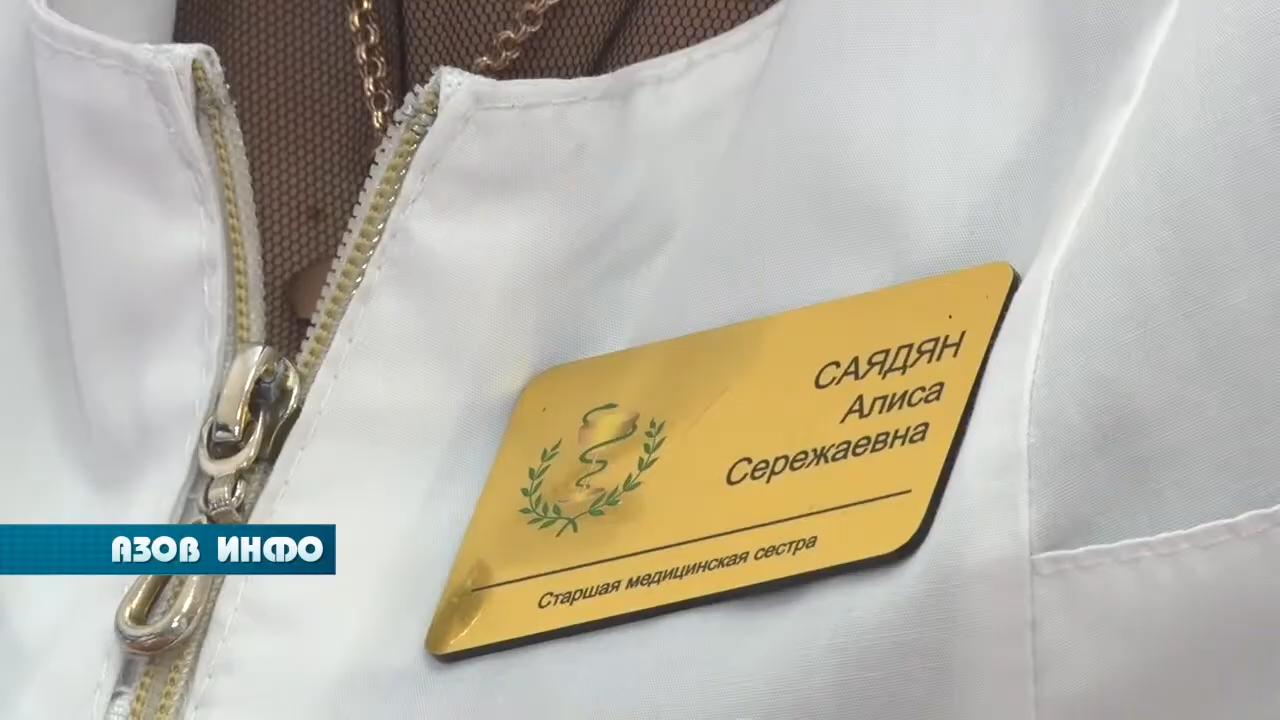 САЯДЯН
Алиса
Сережаевна
Старшая медицинская сестра
АЗОВ ИНФО